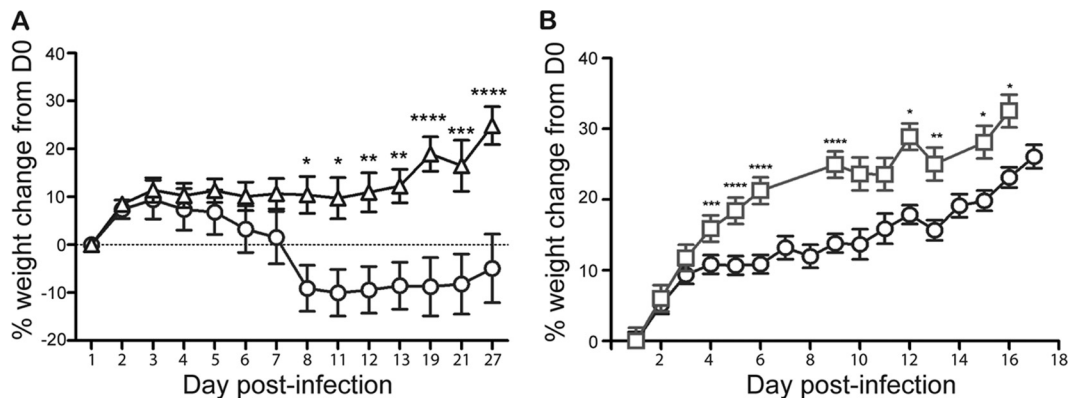 A
% weight change from D0
40
30
20
10
0
-10
-20
* * ** ** **** *** ****
1 2 3 4 5 6 7 8 11 12 13 19 21 27
Day post-infection
B
% weight change from D0
40
30
20
10
0
*** **** **** **** * ** * *
2 4 6 8 10 12 14 16 18
Day post-infection